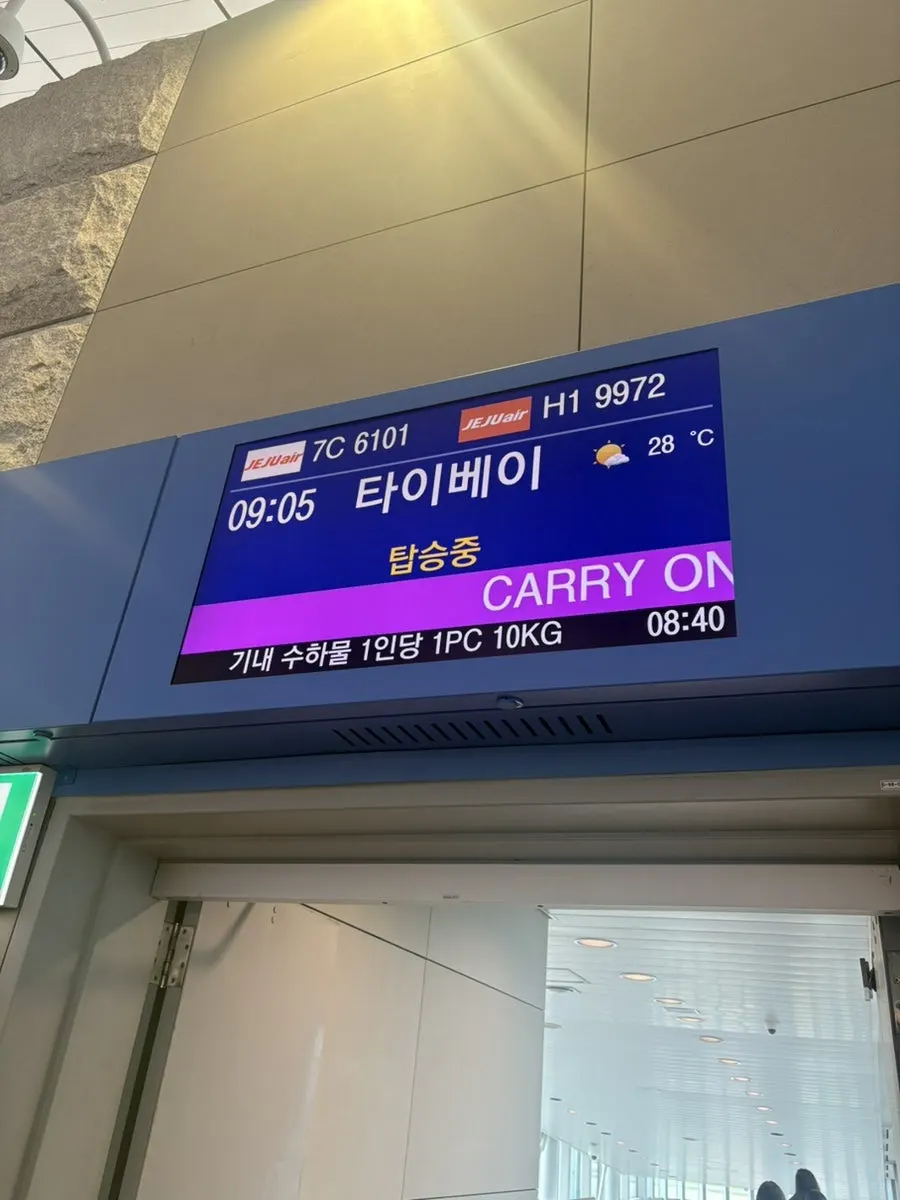 JEJUair 7C 6101 JEJUair H1 9972
09:05 타이베이 28 ℃
탑승중
CARRY ON
기내 수하물 1인당 1PC 10KG 08:40